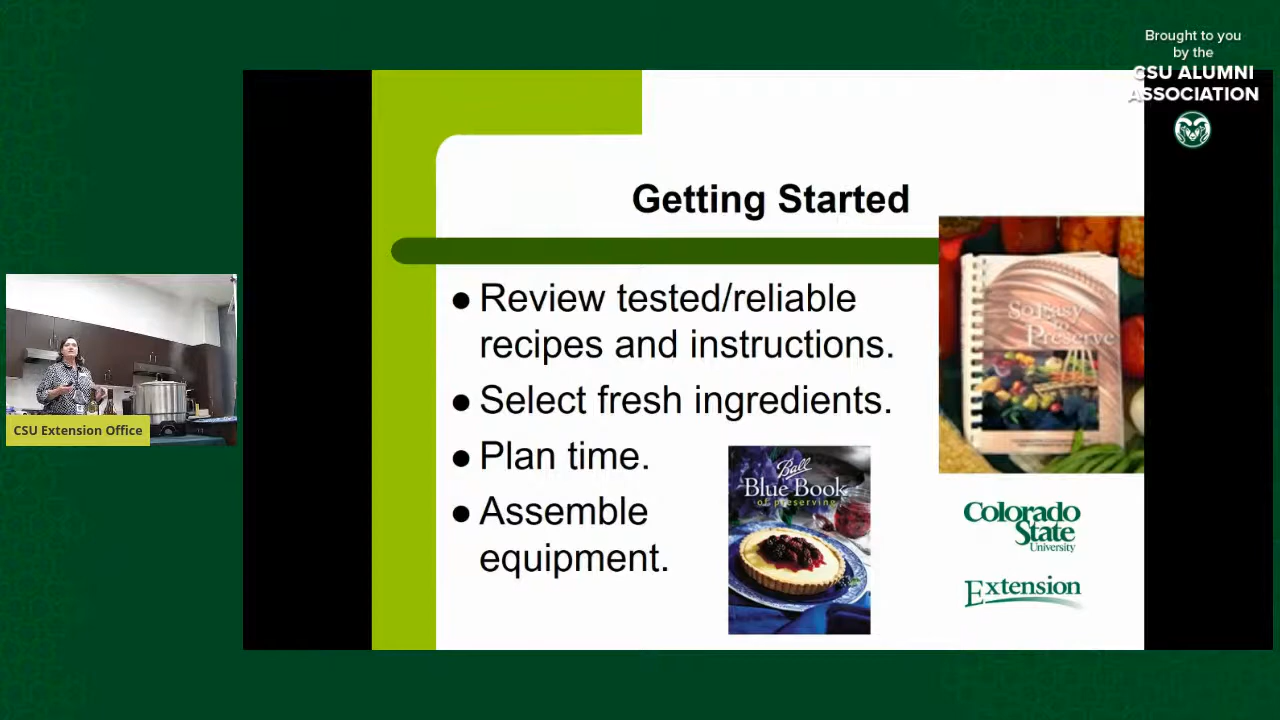 Brought to you
by the
CSU ALUMNI
ASSOCIATION
Getting Started
● Review tested/reliable
recipes and instructions.
● Select fresh ingredients.
● Plan time.
● Assemble
equipment.
So Easy
to
Preserve
Ball
Blue Book
of preserving
Colorado
State
University
Extension
CSU Extension Office